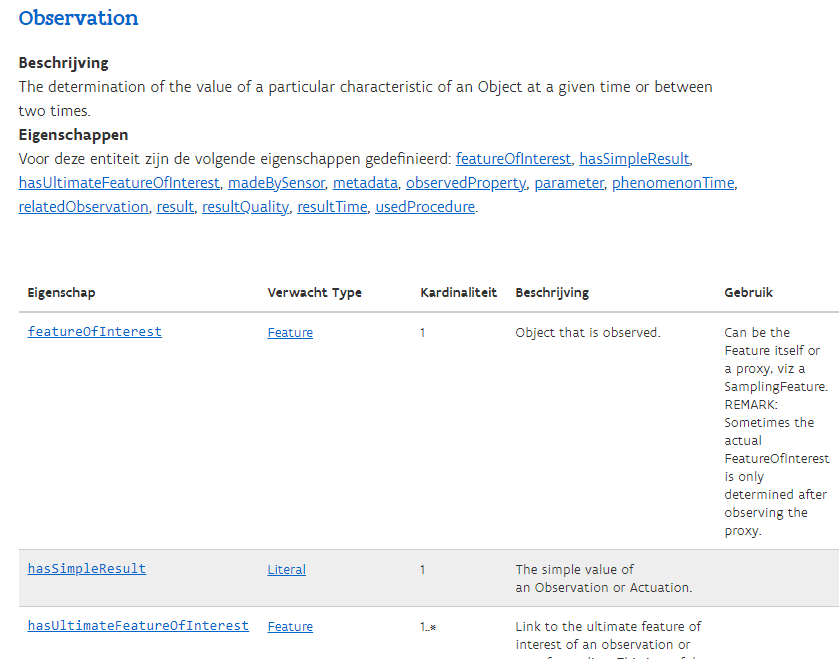 Observation
Beschrijving
The determination of the value of a particular characteristic of an Object at a given time or between
two times.
Eigenschappen
Voor deze entiteit zijn de volgende eigenschappen gedefinieerd: featureOfInterest, hasSimpleResult,
hasUltimateFeatureOfInterest, madeBySensor, metadata, observedProperty, parameter, phenomenonTime,
relatedObservation, result, resultQuality, resultTime, usedProcedure.
Eigenschap Verwacht Type Kardinaliteit Beschrijving Gebruik
featureOfInterest Feature 1 Object that is observed. Can be the
Feature itself or
a proxy, viz a
SamplingFeature.
REMARK:
Sometimes the
actual
FeatureOfInterest
is only
determined after
observing the
proxy.
hasSimpleResult Literal 1 The simple value of
an Observation or Actuation.
hasUltimateFeatureOfInterest Feature 1..* Link to the ultimate feature of
interest of an observation or